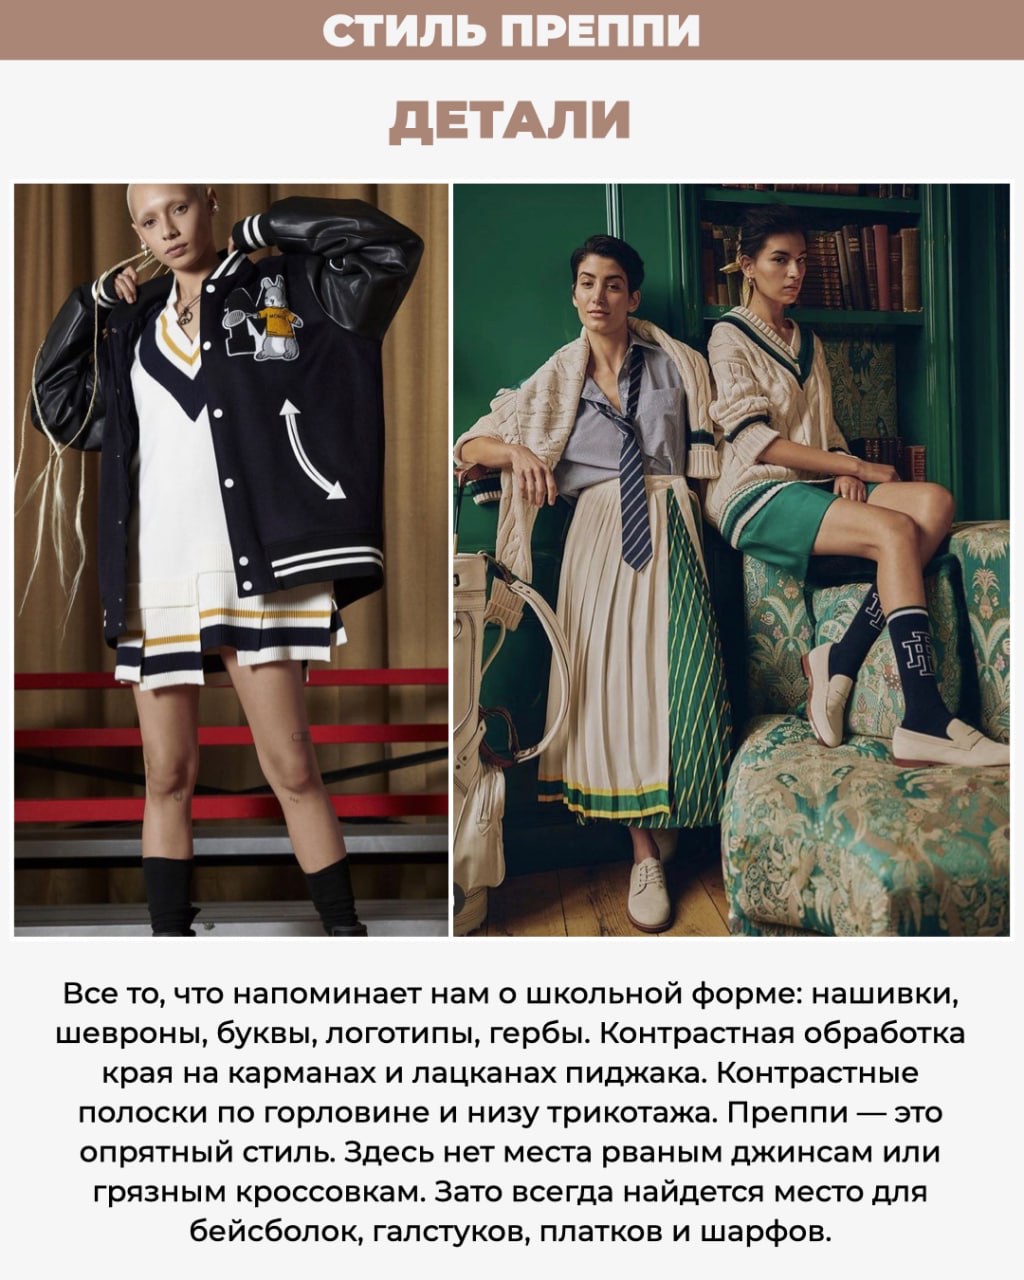 СТИЛЬ ПРЕППИ
ДЕТАЛИ
Все то, что напоминает нам о школьной форме: нашивки,
шевроны, буквы, логотипы, гербы. Контрастная обработка
края на карманах и лацканах пиджака. Контрастные
полоски по горловине и низу трикотажа. Преппи — это
опрятный стиль. Здесь нет места рваным джинсам или
грязным кроссовкам. Зато всегда найдется место для
бейсболок, галстуков, платков и шарфов.